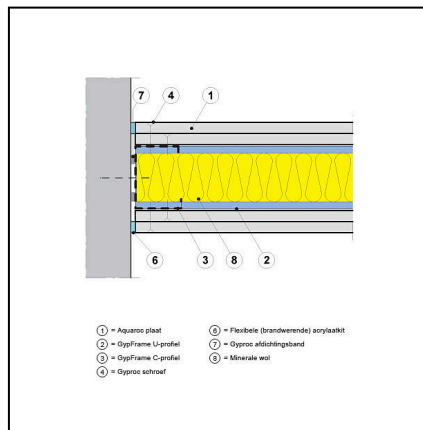 7 4 1
6 3 8 2
1 = Aquaroc plaat
2 = GypFrame U-profiel
3 = GypFrame C-profiel
4 = Gyproc schroef
6 = Flexibele (brandwerende) acrylaatkit
7 = Gyproc afdichtingsband
8 = Minerale wol